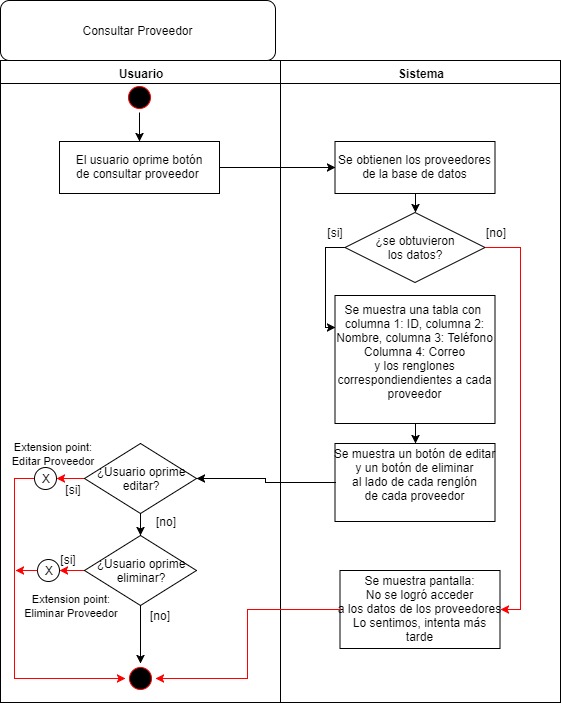 Consultar Proveedor
Usuario
Sistema
El usuario oprime botón
de consultar proveedor
Se obtienen los proveedores
de la base de datos
¿se obtuvieron
los datos?
[si]
[no]
Se muestra una tabla con
columna 1: ID, columna 2:
Nombre, columna 3: Teléfono
Columna 4: Correo
y los renglones
correspondiendientes a cada
proveedor
Se muestra un botón de editar
y un botón de eliminar
al lado de cada renglón
de cada proveedor
Extension point:
Editar Proveedor
X
[si]
¿Usuario oprime
editar?
[no]
¿Usuario oprime
eliminar?
[si]
X
Extension point:
Eliminar Proveedor
[no]
Se muestra pantalla:
No se logró acceder
a los datos de los proveedores
Lo sentimos, intenta más
tarde